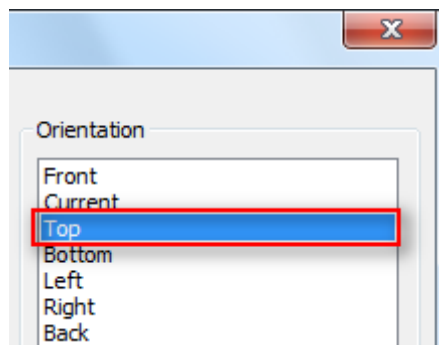 Orientation
Front
Current
Top
Bottom
Left
Right
Back